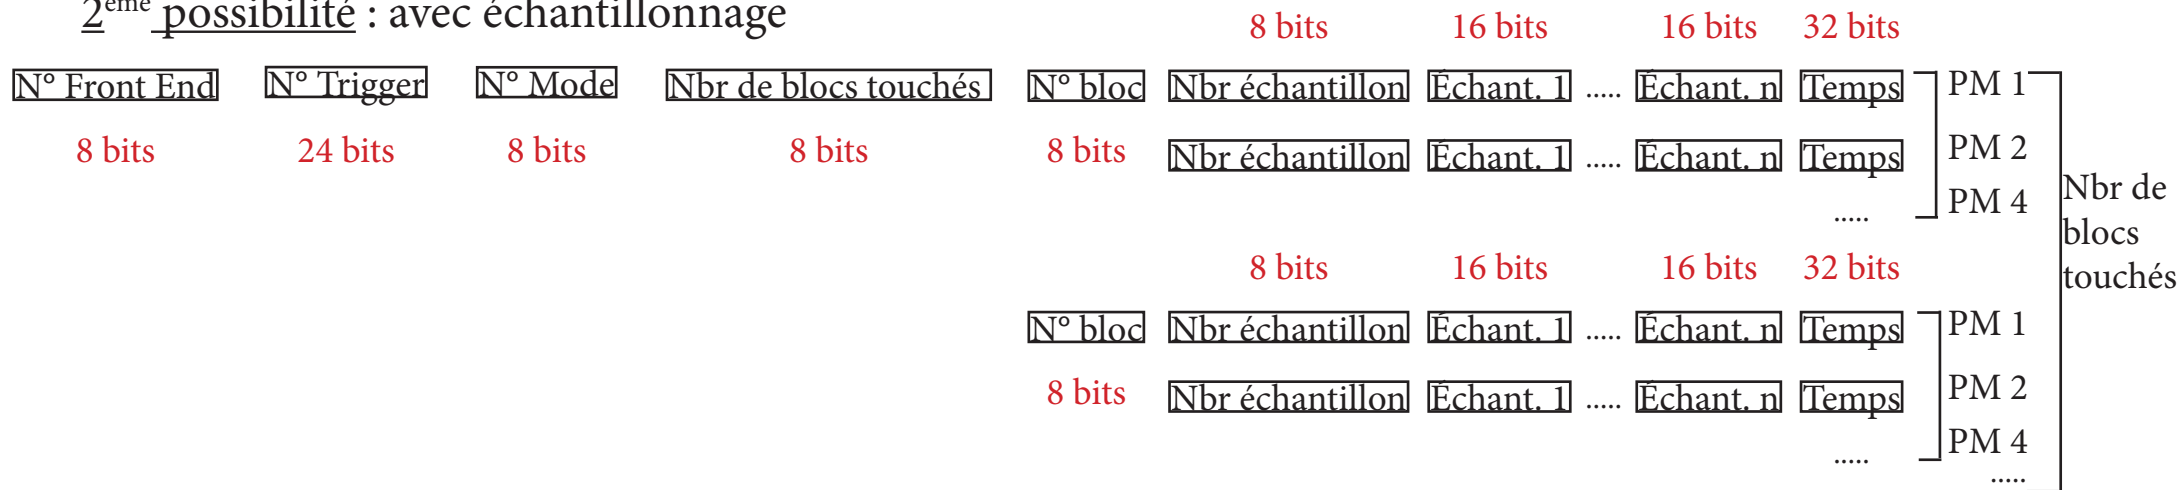 2ème possibilité : avec échantillonnage
8 bits 16 bits 16 bits 32 bits
N° Front End N° Trigger N° Mode Nbr de blocs touchés N° bloc Nbr échantillon Échant. 1 ..... Échant. n Temps PM 1
8 bits 24 bits 8 bits 8 bits 8 bits Nbr échantillon Échant. 1 ..... Échant. n Temps PM 2
..... PM 4
Nbr de
blocs
touchés
8 bits 16 bits 16 bits 32 bits
N° bloc Nbr échantillon Échant. 1 ..... Échant. n Temps PM 1
8 bits Nbr échantillon Échant. 1 ..... Échant. n Temps PM 2
..... PM 4
.....